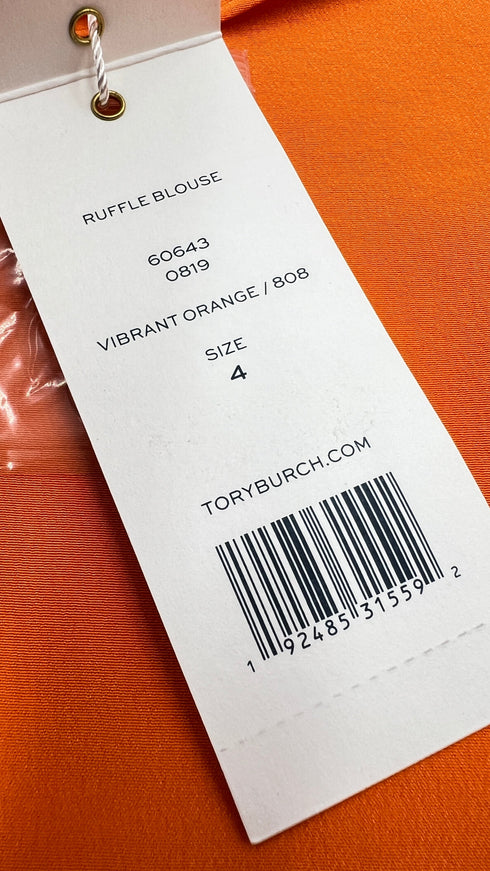 RUFFLE BLOUSE
60643
0819
VIBRANT ORANGE / 808
SIZE
4
TORYBURCH.COM
1 92485 31559 2